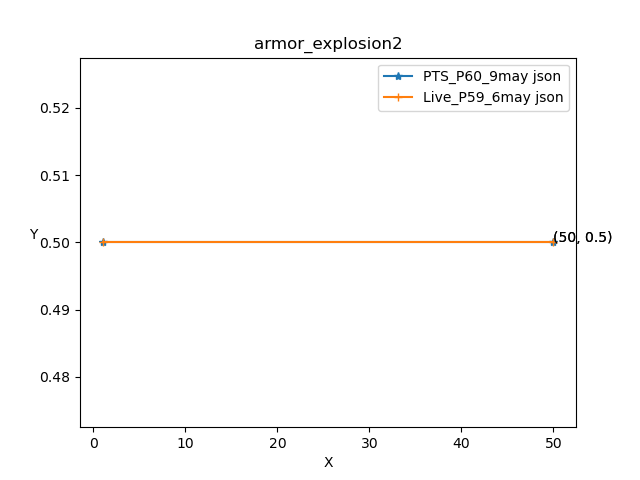 armor_explosion2
PTS_P60_9may json
Live_P59_6may json
0.52
0.51
Y
0.50
(50, 0.5)
0.49
0.48
0 10 20 30 40 50
X